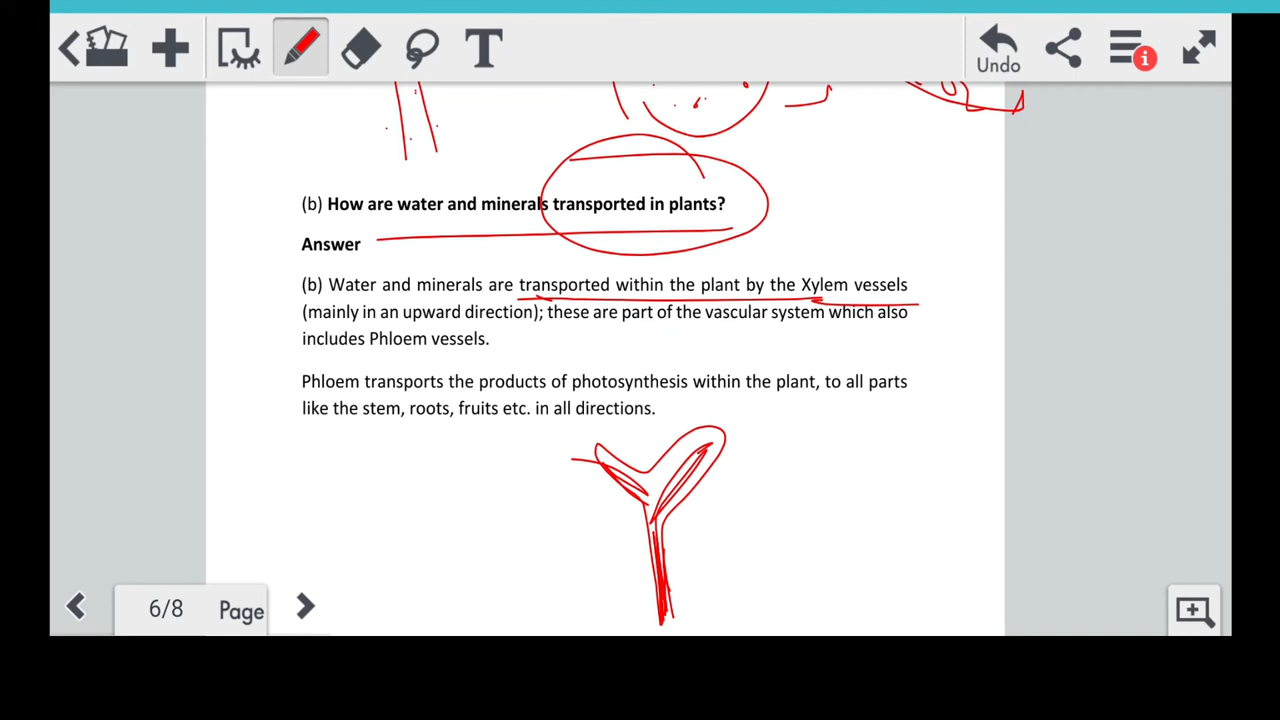 Undo
i
(b) How are water and minerals transported in plants?
Answer
(b) Water and minerals are transported within the plant by the Xylem vessels
(mainly in an upward direction); these are part of the vascular system which also
includes Phloem vessels.
Phloem transports the products of photosynthesis within the plant, to all parts
like the stem, roots, fruits etc. in all directions.
6/8 Page